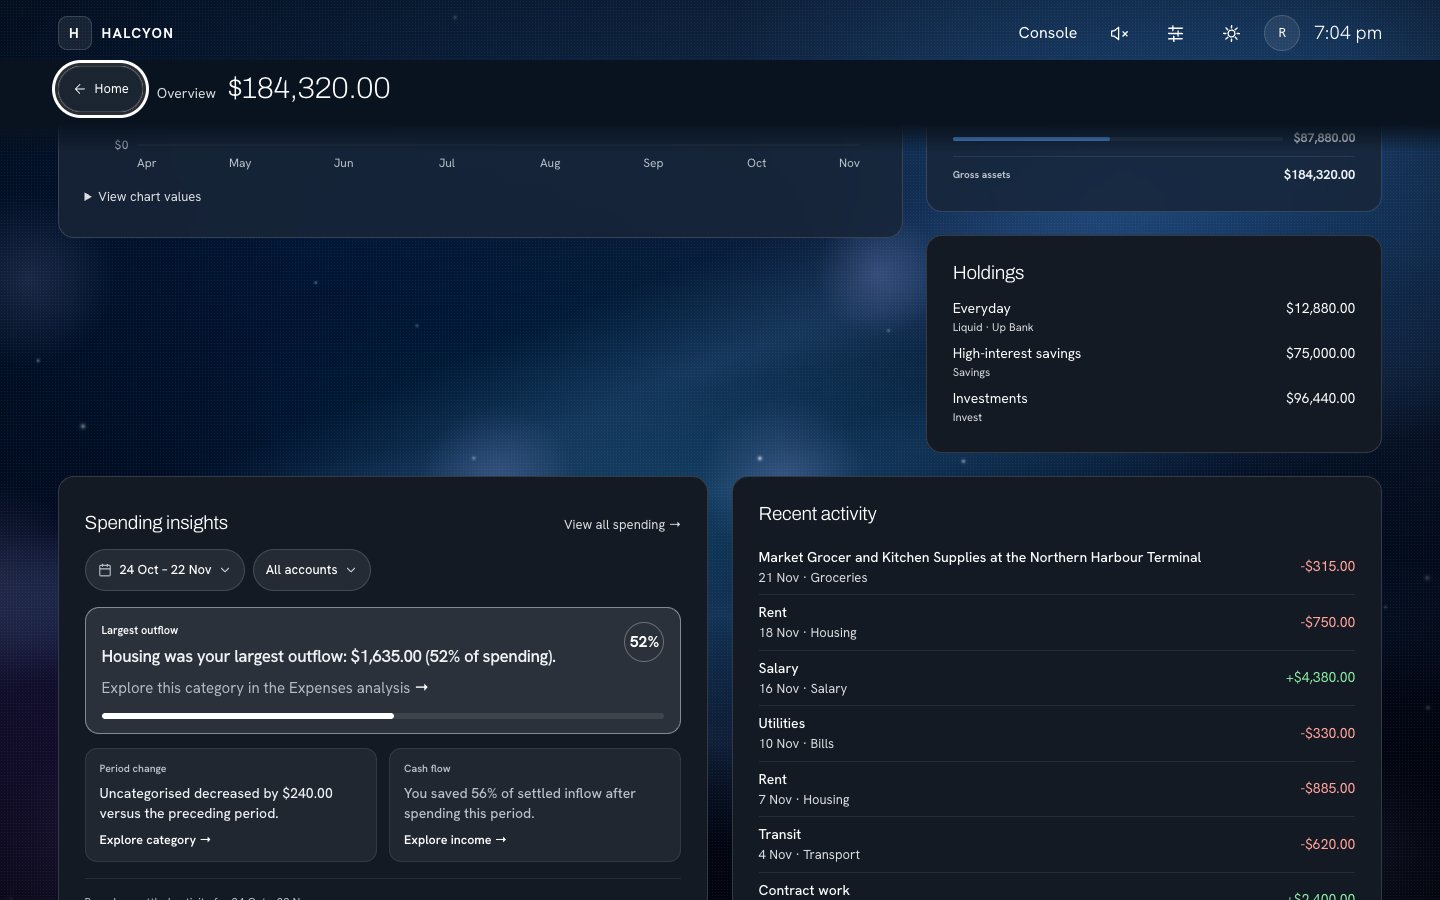 H HALCYON
Console
R
7:04 pm
← Home
Overview $184,320.00
$0
Apr May Jun Jul Aug Sep Oct Nov
▶ View chart values
$87,880.00
Gross assets $184,320.00
Holdings
Everyday $12,880.00
Liquid · Up Bank
High-interest savings $75,000.00
Savings
Investments $96,440.00
Invest
Spending insights
View all spending →
24 Oct – 22 Nov
All accounts
Largest outflow
52%
Housing was your largest outflow: $1,635.00 (52% of spending).
Explore this category in the Expenses analysis →
Period change
Uncategorised decreased by $240.00
versus the preceding period.
Explore category →
Cash flow
You saved 56% of settled inflow after
spending this period.
Explore income →
Recent activity
Market Grocer and Kitchen Supplies at the Northern Harbour Terminal
21 Nov · Groceries
-$315.00
Rent
18 Nov · Housing
-$750.00
Salary
16 Nov · Salary
+$4,380.00
Utilities
10 Nov · Bills
-$330.00
Rent
7 Nov · Housing
-$885.00
Transit
4 Nov · Transport
-$620.00
Contract work
+$2,400.00